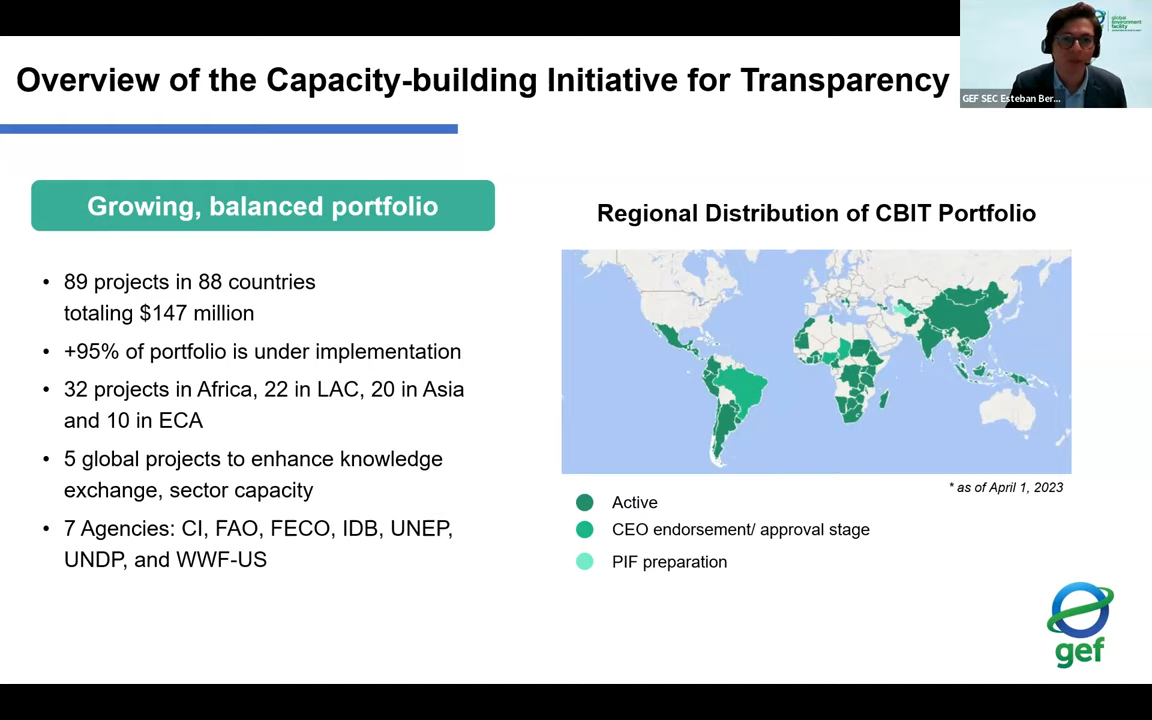 Overview of the Capacity-building Initiative for Transparency
global
environment
facility
GEF SEC Esteban Ber...
Growing, balanced portfolio
• 89 projects in 88 countries
totaling $147 million
• +95% of portfolio is under implementation
• 32 projects in Africa, 22 in LAC, 20 in Asia
and 10 in ECA
• 5 global projects to enhance knowledge
exchange, sector capacity
• 7 Agencies: CI, FAO, FECO, IDB, UNEP,
UNDP, and WWF-US
Regional Distribution of CBIT Portfolio
* as of April 1, 2023
Active
CEO endorsement/ approval stage
PIF preparation
gef